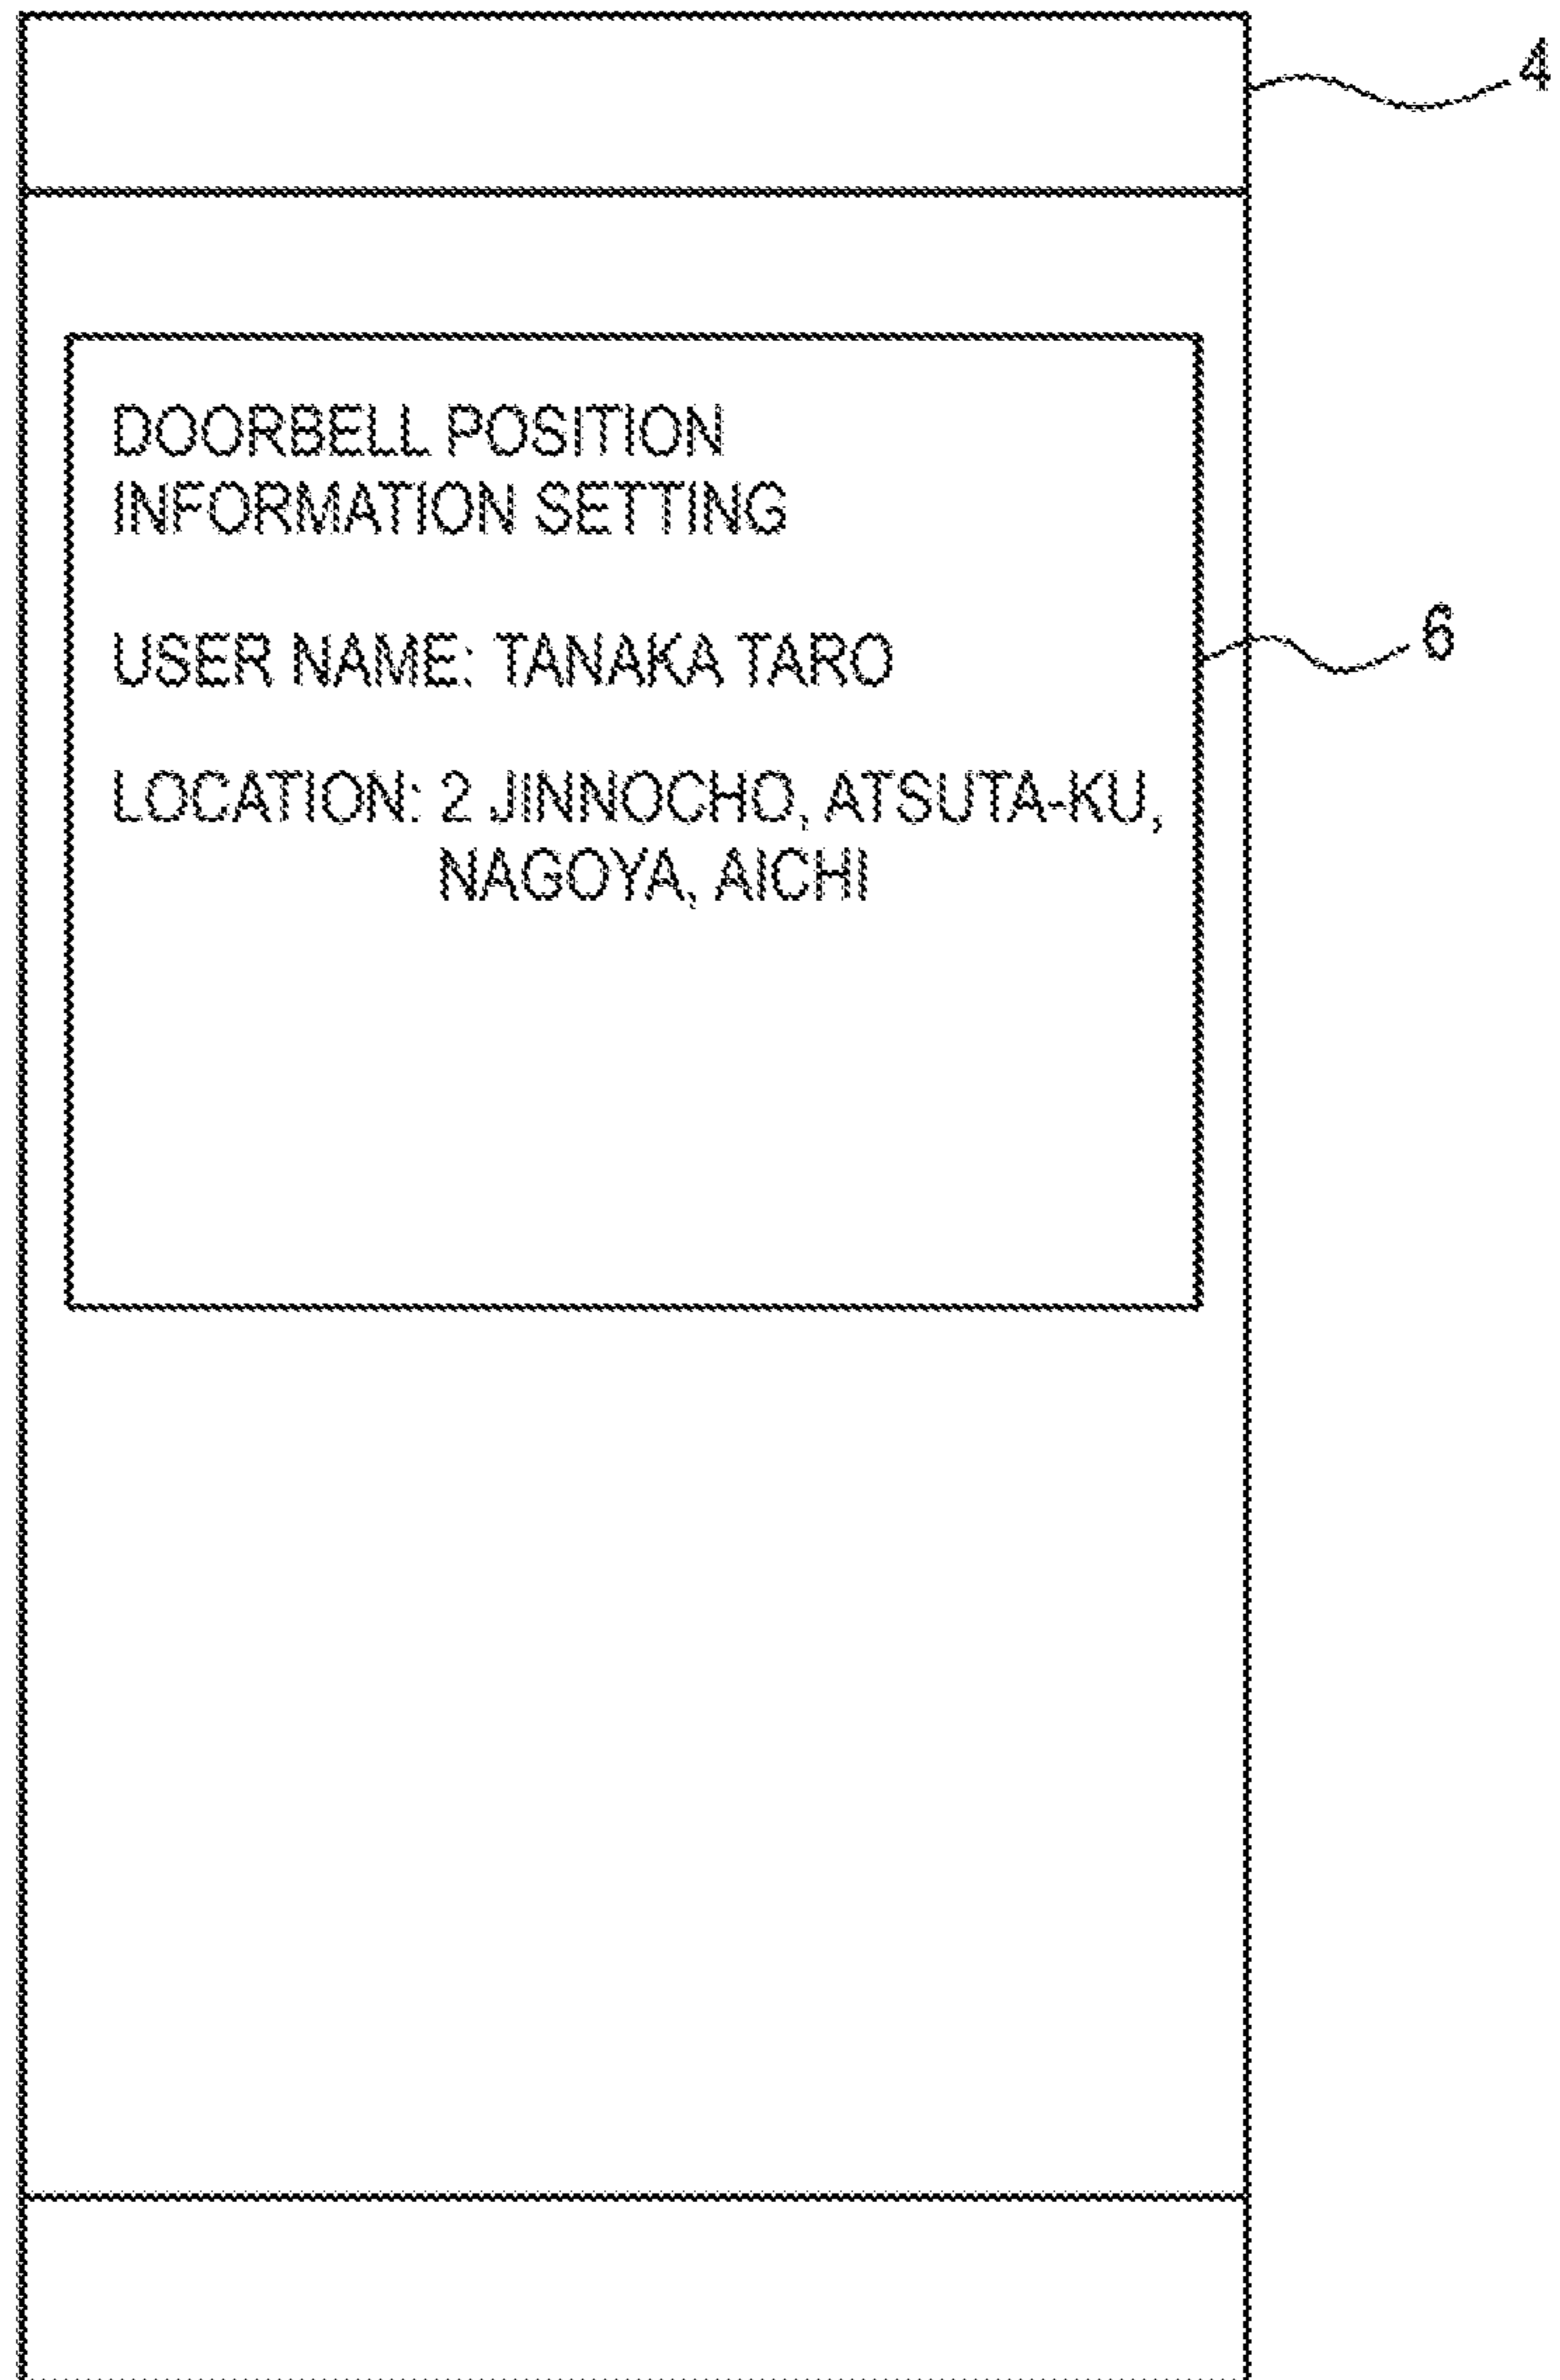 4
DOORBELL POSITION
INFORMATION SETTING
USER NAME: TANAKA TARO
6
LOCATION: 2 JINNOCHO, ATSUTA-KU,
NAGOYA, AICHI